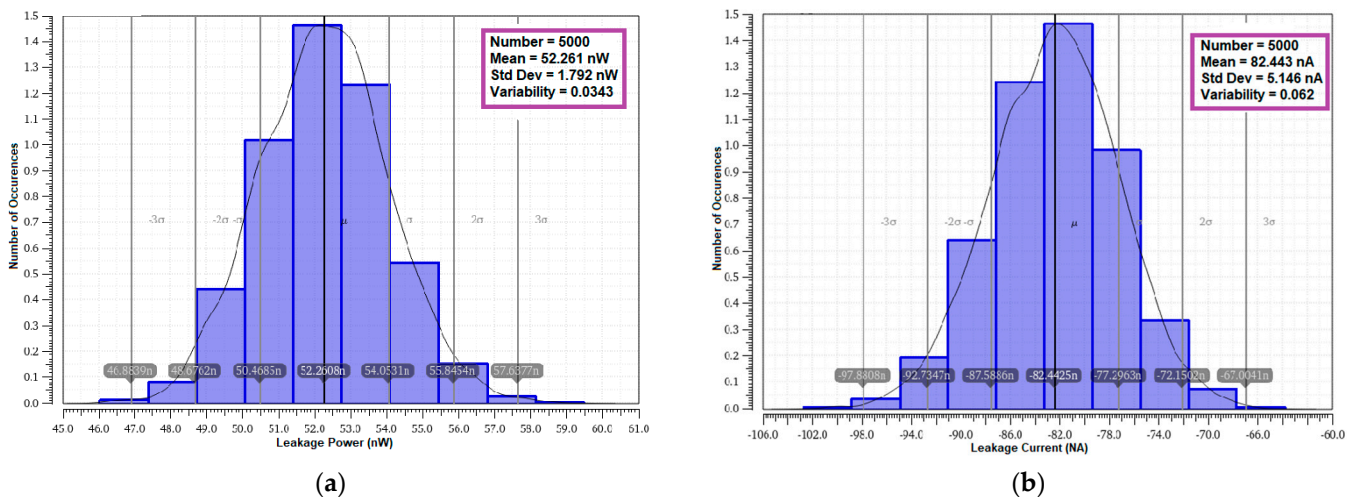 Number = 5000
Mean = 52.261 nW
Std Dev = 1.792 nW
Variability = 0.0343
Number of Occurences
1.5
1.4
1.3
1.2
1.1
1.0
0.9
0.8
0.7
0.6
0.5
0.4
0.3
0.2
0.1
0.0
-3σ -2σ -σ μ σ 2σ 3σ
46.8839n 48.6762n 50.4685n 52.2608n 54.0531n 55.8454n 57.6377n
45.0 47.0 48.0 49.0 50.0 51.0 52.0 53.0 54.0 55.0 56.0 57.0 58.0 59.0 60.0 61.0
Leakage Power (nW)
(a)
Number = 5000
Mean = 82.443 nA
Std Dev = 5.146 nA
Variability = 0.062
Number of Occurences
1.5
1.4
1.3
1.2
1.1
1.0
0.9
0.8
0.7
0.6
0.5
0.4
0.3
0.2
0.1
0.0
-3σ -2σ -σ μ 2σ 3σ
-97.8808n -92.7347n -87.5886n -82.4425n -77.2963n -72.1502n -67.0041n
-106.0 -102.0 -98.0 -94.0 -90.0 -86.0 -82.0 -78.0 -74.0 -70.0 -66.0 -60.0
Leakage Current (NA)
(b)